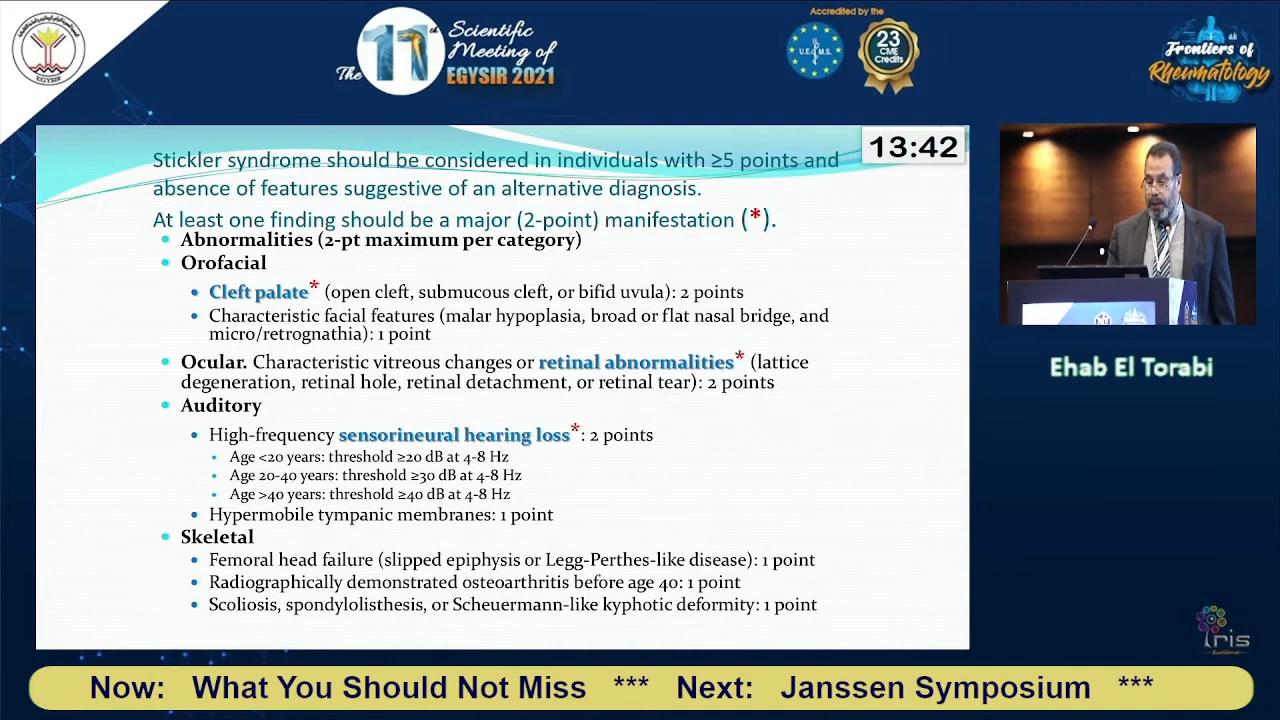 The 11th Scientific
Meeting of
EGYSIR 2021
EGYSIR
Accredited by the
U.E.M.S.
23
CME
Credits
Frontiers of
Rheumatology
13:42
Stickler syndrome should be considered in individuals with ≥5 points and
absence of features suggestive of an alternative diagnosis.
At least one finding should be a major (2-point) manifestation (*).
• Abnormalities (2-pt maximum per category)
• Orofacial
• Cleft palate* (open cleft, submucous cleft, or bifid uvula): 2 points
• Characteristic facial features (malar hypoplasia, broad or flat nasal bridge, and
micro/retrognathia): 1 point
• Ocular. Characteristic vitreous changes or retinal abnormalities* (lattice
degeneration, retinal hole, retinal detachment, or retinal tear): 2 points
• Auditory
• High-frequency sensorineural hearing loss*: 2 points
• Age <20 years: threshold ≥20 dB at 4-8 Hz
• Age 20-40 years: threshold ≥30 dB at 4-8 Hz
• Age >40 years: threshold ≥40 dB at 4-8 Hz
• Hypermobile tympanic membranes: 1 point
• Skeletal
• Femoral head failure (slipped epiphysis or Legg-Perthes-like disease): 1 point
• Radiographically demonstrated osteoarthritis before age 40: 1 point
• Scoliosis, spondylolisthesis, or Scheuermann-like kyphotic deformity: 1 point
Ehab El Torabi
Iris
Now: What You Should Not Miss *** Next: Janssen Symposium ***